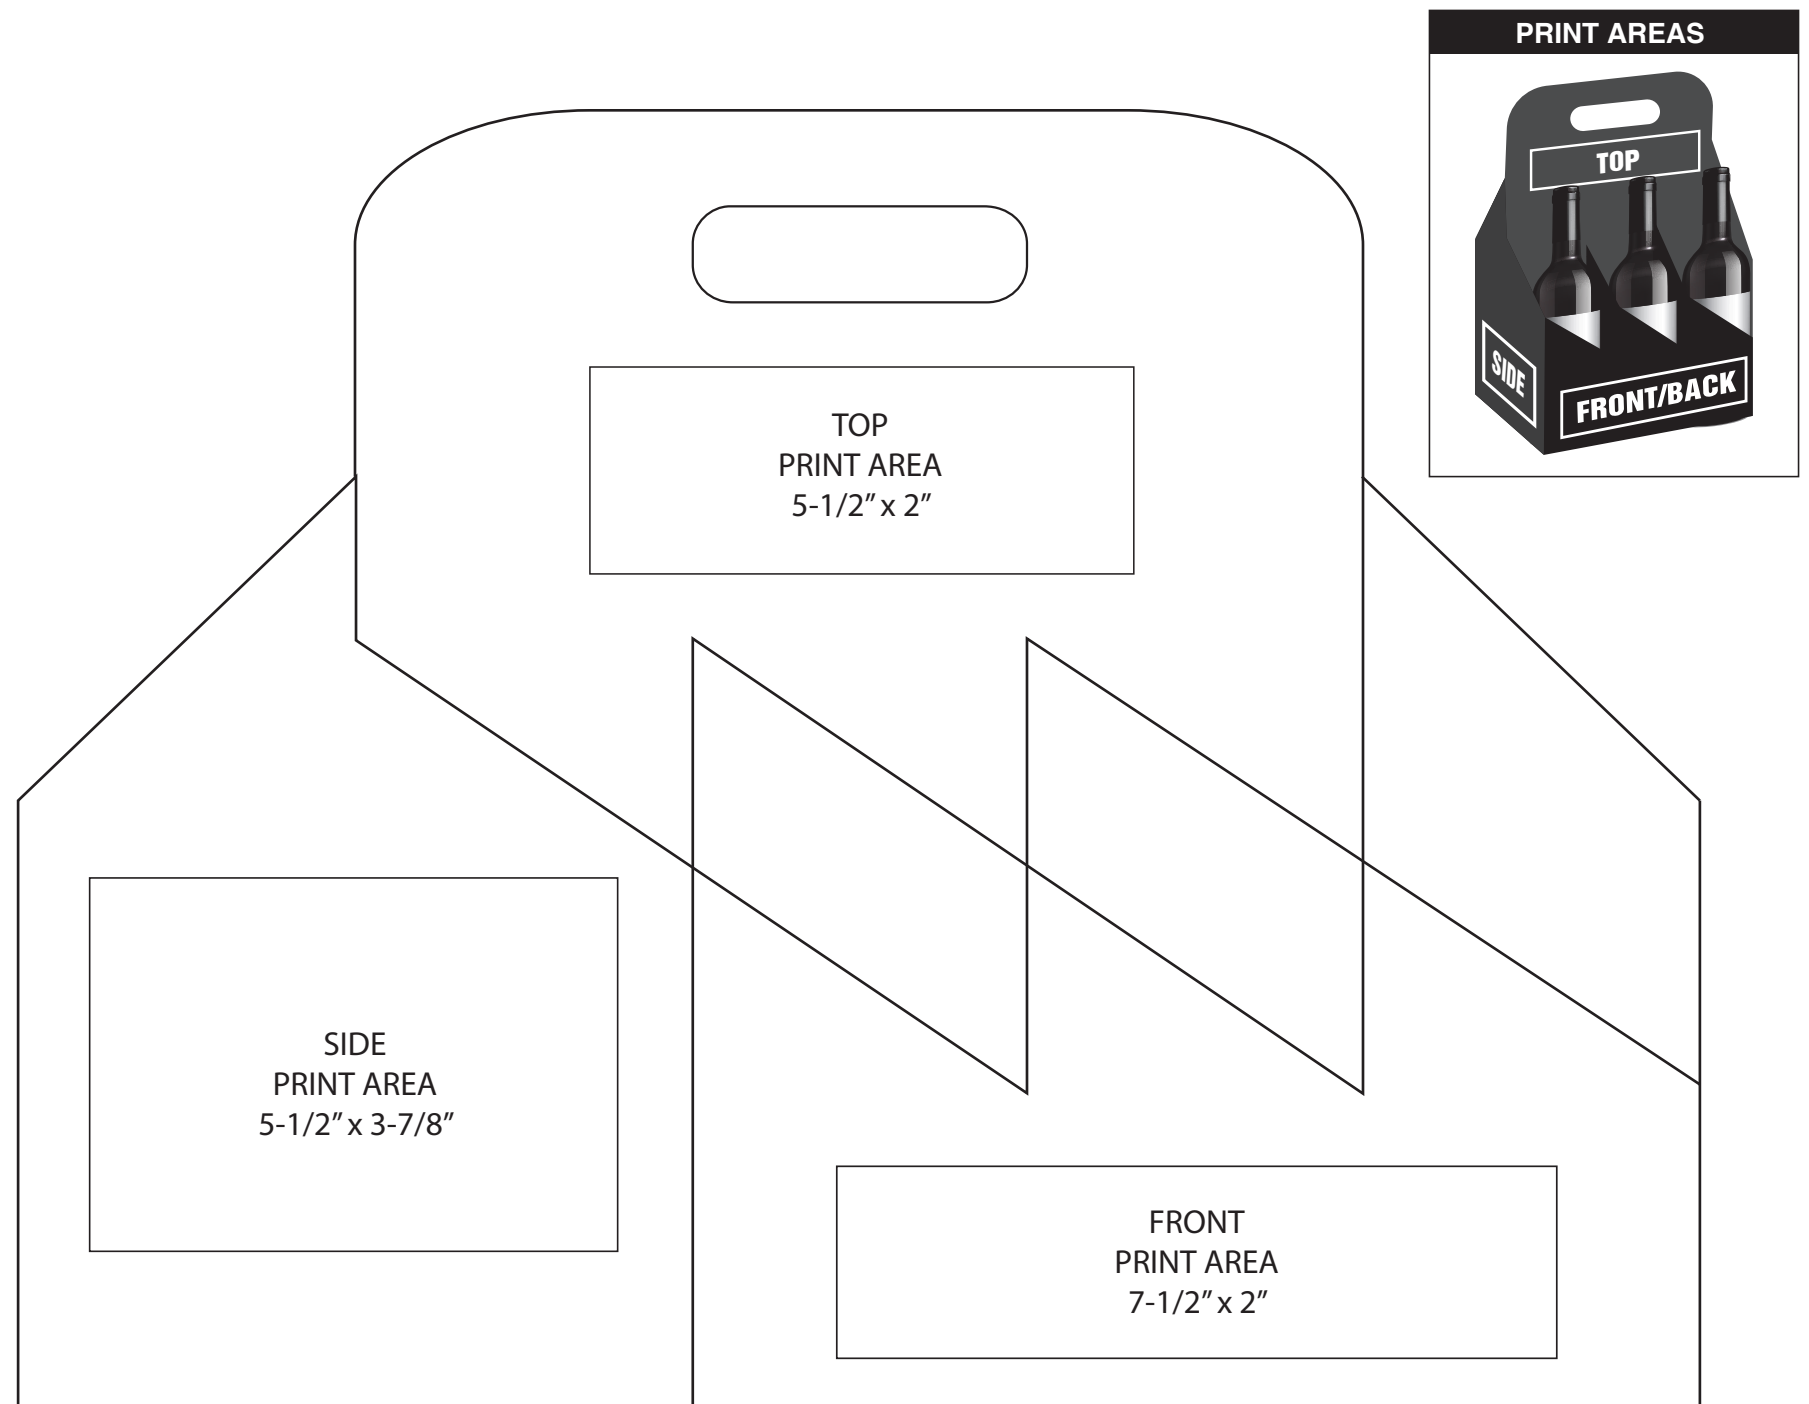 PRINT AREAS
TOP
SIDE
FRONT/BACK
TOP
PRINT AREA
5-1/2” x 2”
SIDE
PRINT AREA
5-1/2” x 3-7/8”
FRONT
PRINT AREA
7-1/2” x 2”